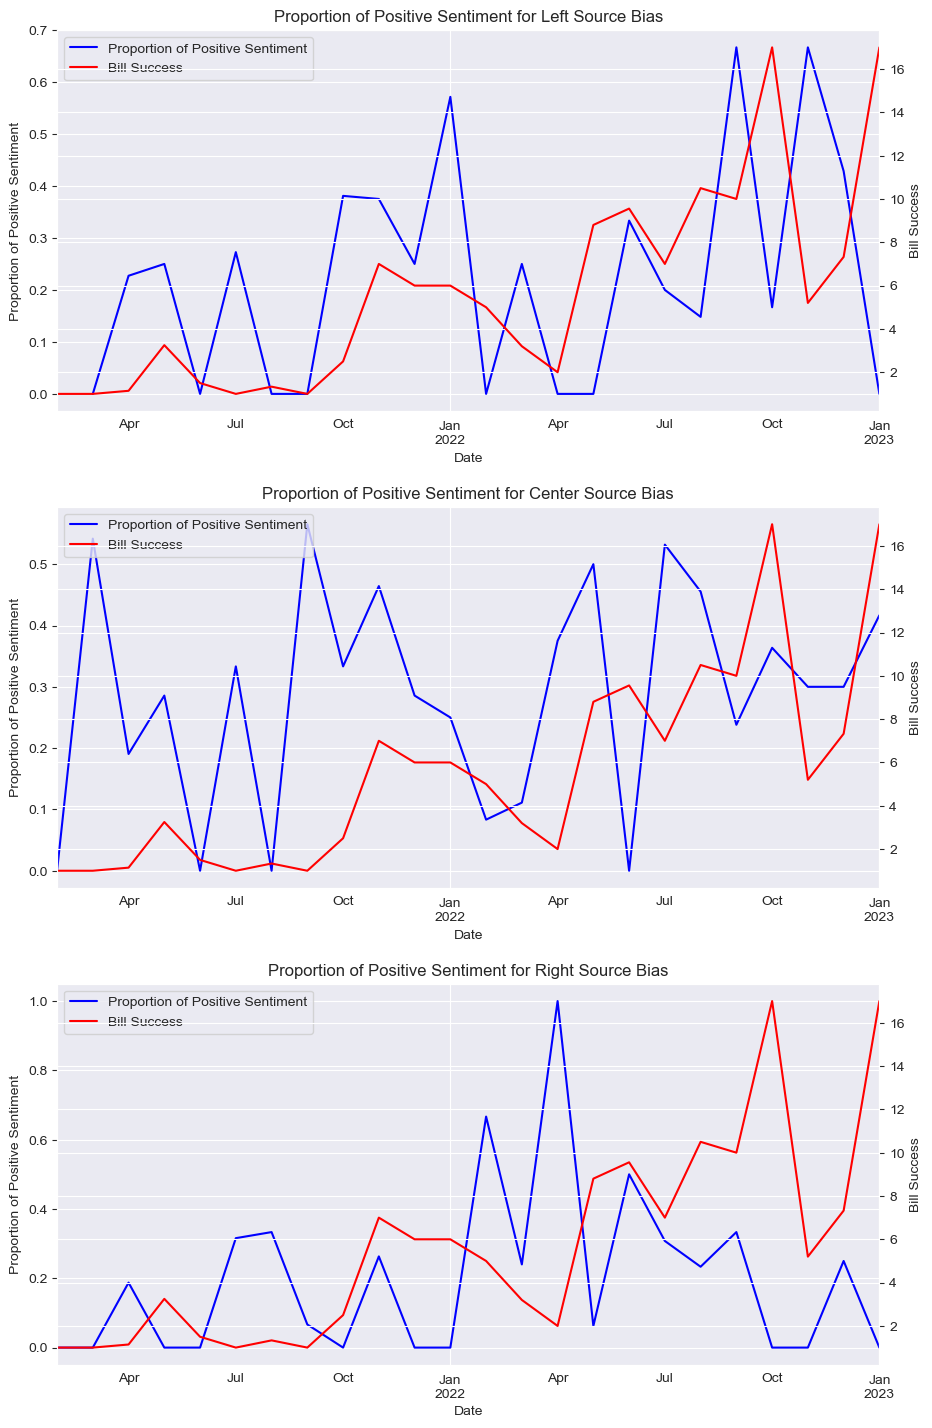 Proportion of Positive Sentiment for Left Source Bias
Proportion of Positive Sentiment
Bill Success
0.7
0.6
0.5
0.4
0.3
0.2
0.1
0.0
Proportion of Positive Sentiment
16
14
12
10
8
6
4
2
Bill Success
Apr
Jul
Oct
Jan
2022
Apr
Jul
Oct
Jan
2023
Date
Proportion of Positive Sentiment for Center Source Bias
Proportion of Positive Sentiment
Bill Success
0.5
0.4
0.3
0.2
0.1
0.0
Proportion of Positive Sentiment
16
14
12
10
8
6
4
2
Bill Success
Apr
Jul
Oct
Jan
2022
Apr
Jul
Oct
Jan
2023
Date
Proportion of Positive Sentiment for Right Source Bias
Proportion of Positive Sentiment
Bill Success
1.0
0.8
0.6
0.4
0.2
0.0
Proportion of Positive Sentiment
16
14
12
10
8
6
4
2
Bill Success
Apr
Jul
Oct
Jan
2022
Apr
Jul
Oct
Jan
2023
Date